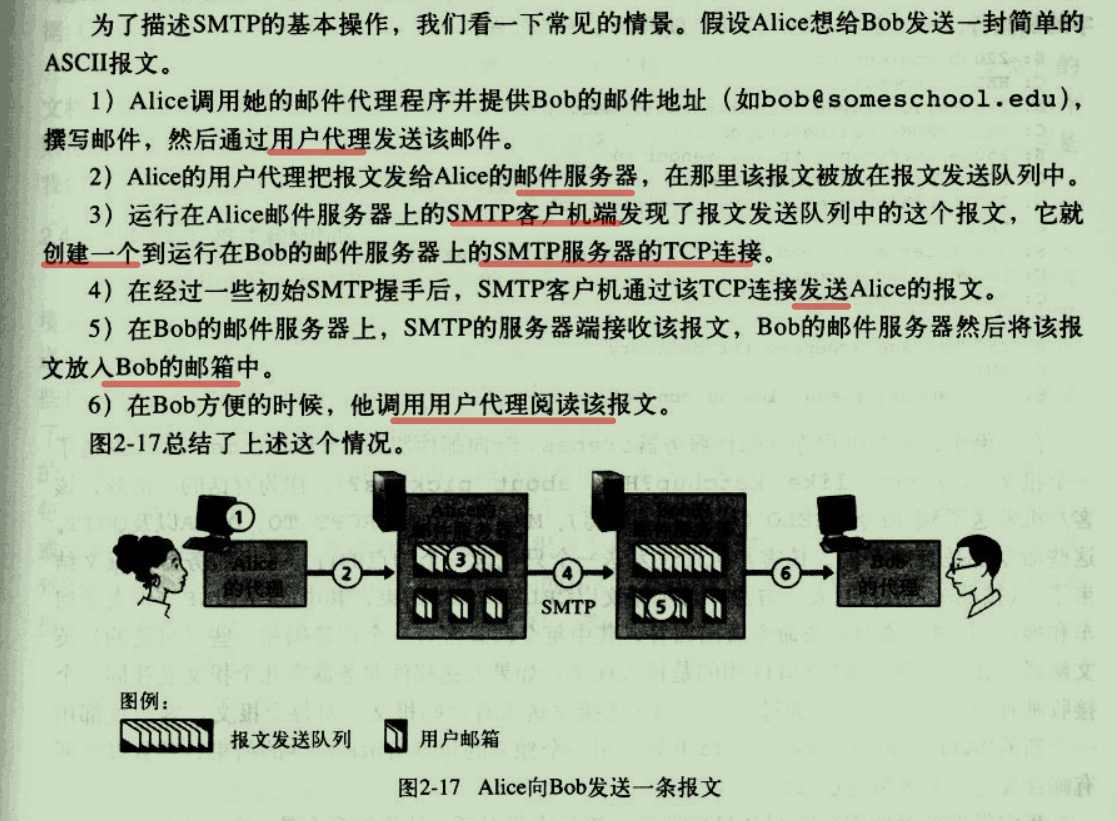 为了描述SMTP的基本操作，我们看一下常见的情景。假设Alice想给Bob发送一封简单的
ASCII报文。
1）Alice调用她的邮件代理程序并提供Bob的邮件地址（如bob@someschool.edu），
撰写邮件，然后通过用户代理发送该邮件。
2）Alice的用户代理把报文发给Alice的邮件服务器，在那里该报文被放在报文发送队列中。
3）运行在Alice邮件服务器上的SMTP客户机端发现了报文发送队列中的这个报文，它就
创建一个到运行在Bob的邮件服务器上的SMTP服务器的TCP连接。
4）在经过一些初始SMTP握手后，SMTP客户机通过该TCP连接发送Alice的报文。
5）在Bob的邮件服务器上，SMTP的服务器端接收该报文，Bob的邮件服务器然后将该报
文放入Bob的邮箱中。
6）在Bob方便的时候，他调用用户代理阅读该报文。
图2-17总结了上述这个情况。
①
Alice
的代理
②
Alice的
邮件服务器
③
④
SMTP
⑤
⑥
Bob
的代理
图例：
报文发送队列
用户邮箱
图2-17 Alice向Bob发送一条报文